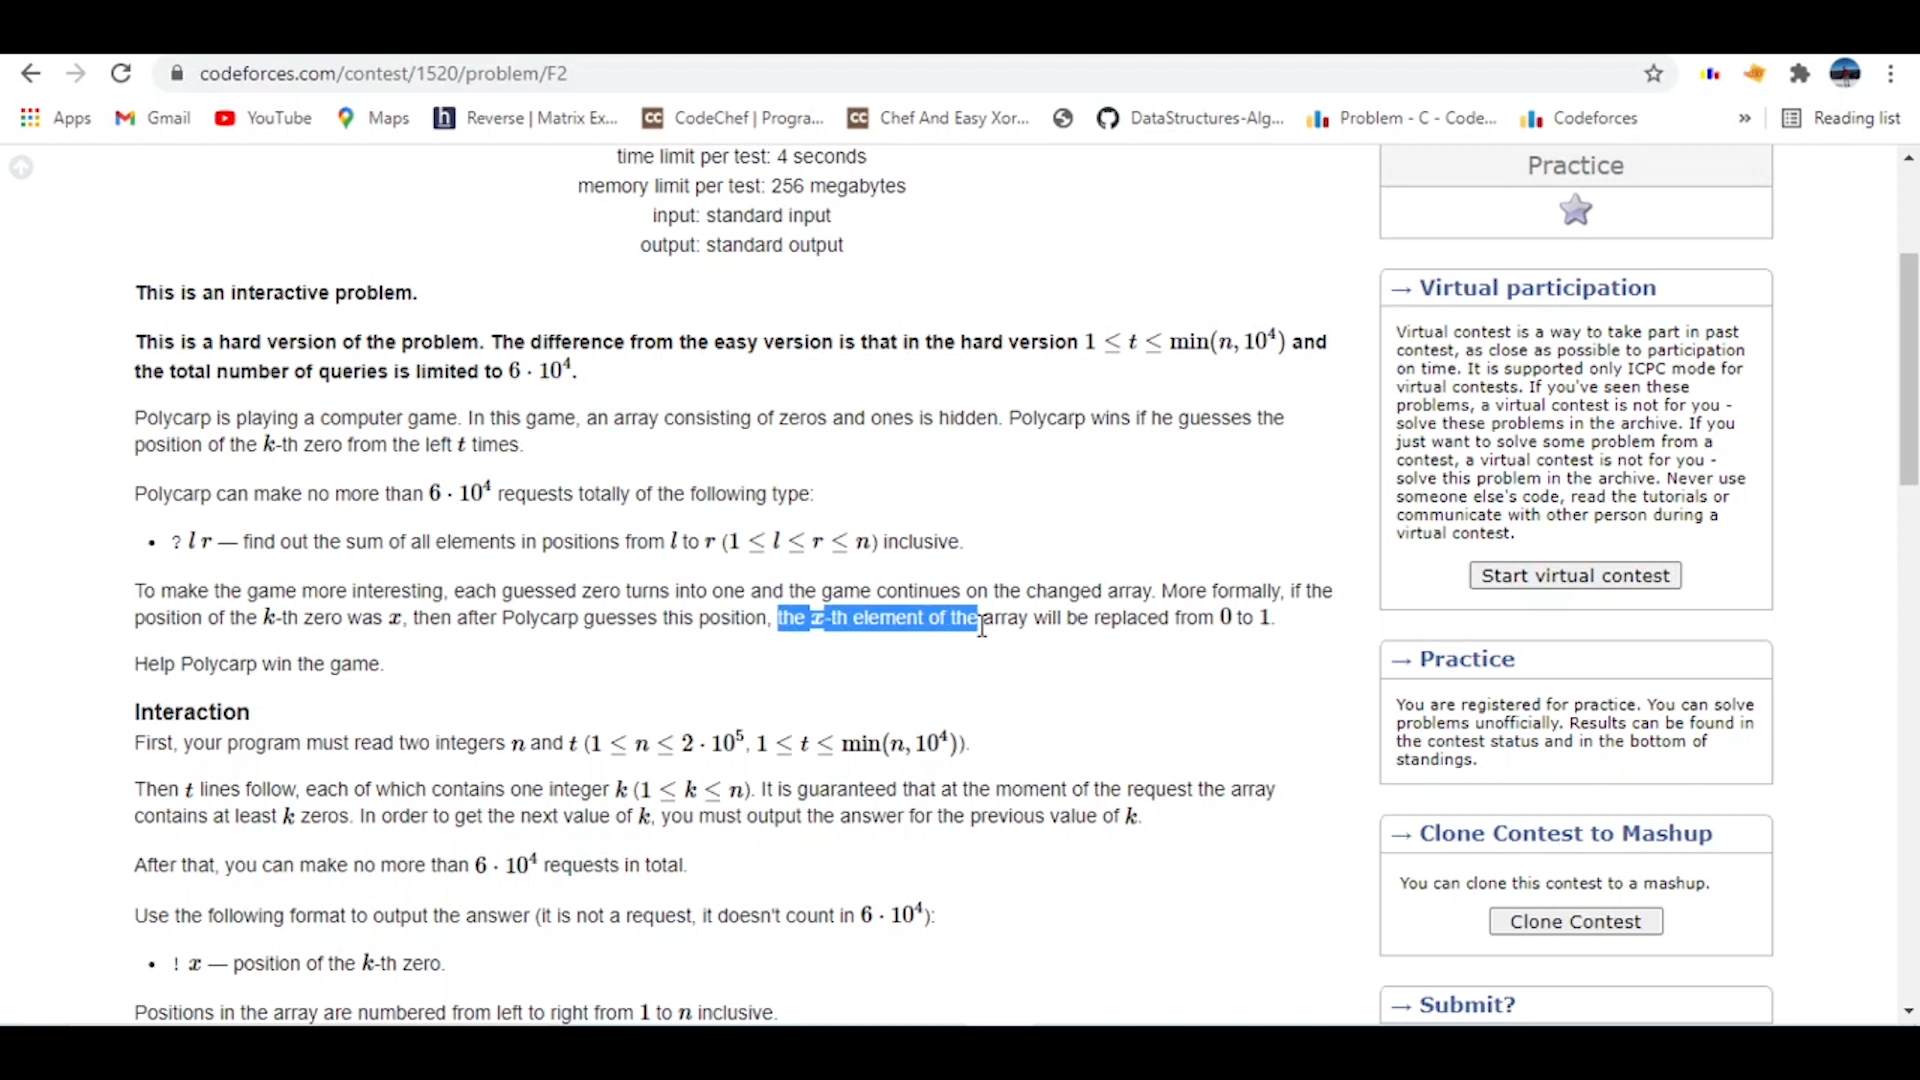 codeforces.com/contest/1520/problem/F2
Apps Gmail YouTube Maps Reverse | Matrix Ex... CodeChef | Progra... Chef And Easy Xor... DataStructures-Alg... Problem - C - Code... Codeforces » Reading list
time limit per test: 4 seconds
memory limit per test: 256 megabytes
input: standard input
output: standard output
This is an interactive problem.
This is a hard version of the problem. The difference from the easy version is that in the hard version 1 ≤ t ≤ min(n, 10⁴) and
the total number of queries is limited to 6 · 10⁴.
Polycarp is playing a computer game. In this game, an array consisting of zeros and ones is hidden. Polycarp wins if he guesses the
position of the k-th zero from the left t times.
Polycarp can make no more than 6 · 10⁴ requests totally of the following type:
• ? l r — find out the sum of all elements in positions from l to r (1 ≤ l ≤ r ≤ n) inclusive.
To make the game more interesting, each guessed zero turns into one and the game continues on the changed array. More formally, if the
position of the k-th zero was x, then after Polycarp guesses this position, the x-th element of the array will be replaced from 0 to 1.
Help Polycarp win the game.
Interaction
First, your program must read two integers n and t (1 ≤ n ≤ 2 · 10⁵, 1 ≤ t ≤ min(n, 10⁴)).
Then t lines follow, each of which contains one integer k (1 ≤ k ≤ n). It is guaranteed that at the moment of the request the array
contains at least k zeros. In order to get the next value of k, you must output the answer for the previous value of k.
After that, you can make no more than 6 · 10⁴ requests in total.
Use the following format to output the answer (it is not a request, it doesn't count in 6 · 10⁴):
• ! x — position of the k-th zero.
Positions in the array are numbered from left to right from 1 to n inclusive.
Practice
→ Virtual participation
Virtual contest is a way to take part in past
contest, as close as possible to participation
on time. It is supported only ICPC mode for
virtual contests. If you've seen these
problems, a virtual contest is not for you -
solve these problems in the archive. If you
just want to solve some problem from a
contest, a virtual contest is not for you -
solve this problem in the archive. Never use
someone else's code, read the tutorials or
communicate with other person during a
virtual contest.
Start virtual contest
→ Practice
You are registered for practice. You can solve
problems unofficially. Results can be found in
the contest status and in the bottom of
standings.
→ Clone Contest to Mashup
You can clone this contest to a mashup.
Clone Contest
→ Submit?